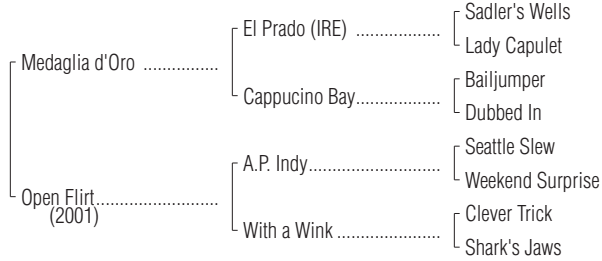 Sadler's Wells
El Prado (IRE) ...................
Lady Capulet
Medaglia d'Oro .................
Bailjumper
Cappucino Bay...................
Dubbed In
Seattle Slew
A.P. Indy..............................
Weekend Surprise
Open Flirt............................
(2001)
Clever Trick
With a Wink .......................
Shark's Jaws